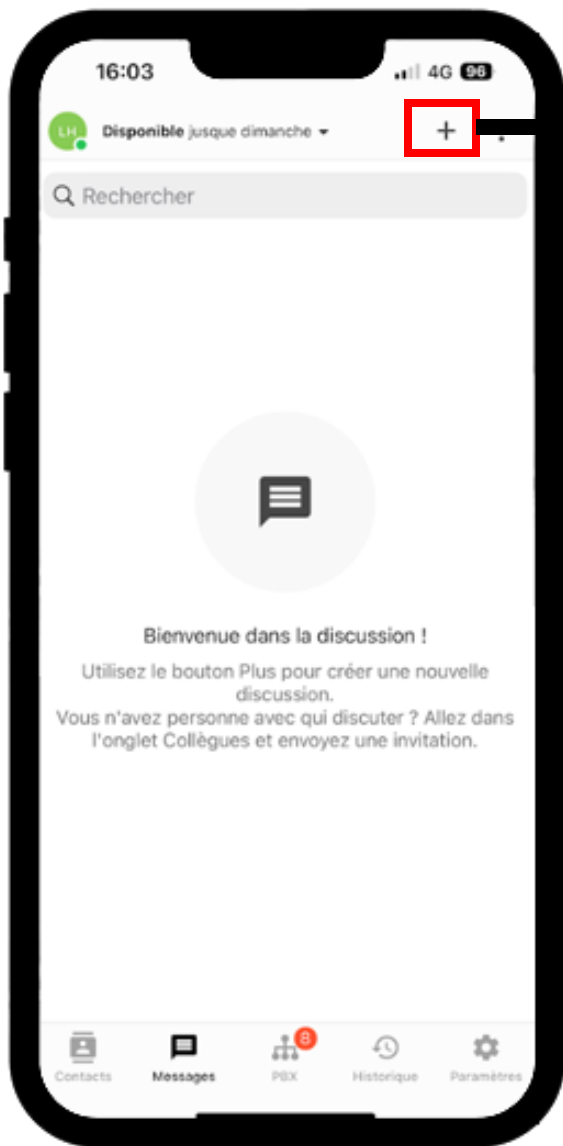 16:03
4G 96
LH
Disponible jusque dimanche
Rechercher
Bienvenue dans la discussion !
Utilisez le bouton Plus pour créer une nouvelle
discussion.
Vous n'avez personne avec qui discuter ? Allez dans
l'onglet Collègues et envoyez une invitation.
8
Contacts Messages PBX Historique Paramètres